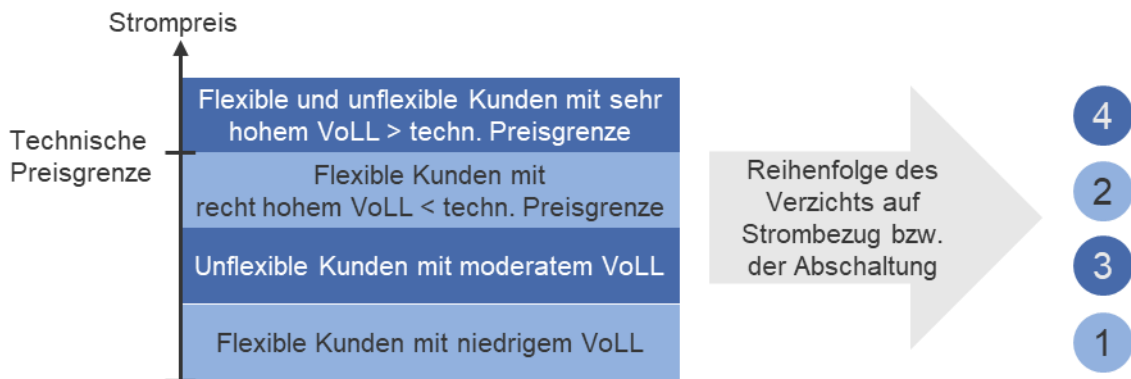 Strompreis
Technische
Preisgrenze
Flexible und unflexible Kunden mit sehr
hohem VoLL > techn. Preisgrenze
Flexible Kunden mit
recht hohem VoLL < techn. Preisgrenze
Unflexible Kunden mit moderatem VoLL
Flexible Kunden mit niedrigem VoLL
Reihenfolge des
Verzichts auf
Strombezug bzw.
der Abschaltung
4
2
3
1